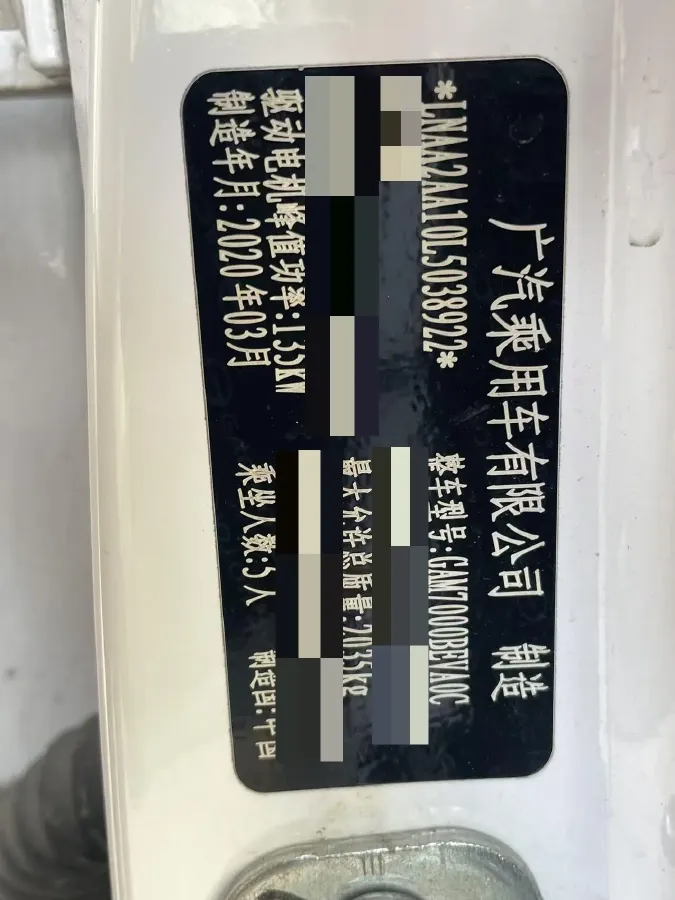 广汽乘用车有限公司 制造
*LNAA2AA10L5038922*
整车型号:GAM7000BEVA0C
最大允许总质量:2035kg
驱动电机峰值功率:135KW
制造年月:2020年03月
乘坐人数:5人
制造国:中国